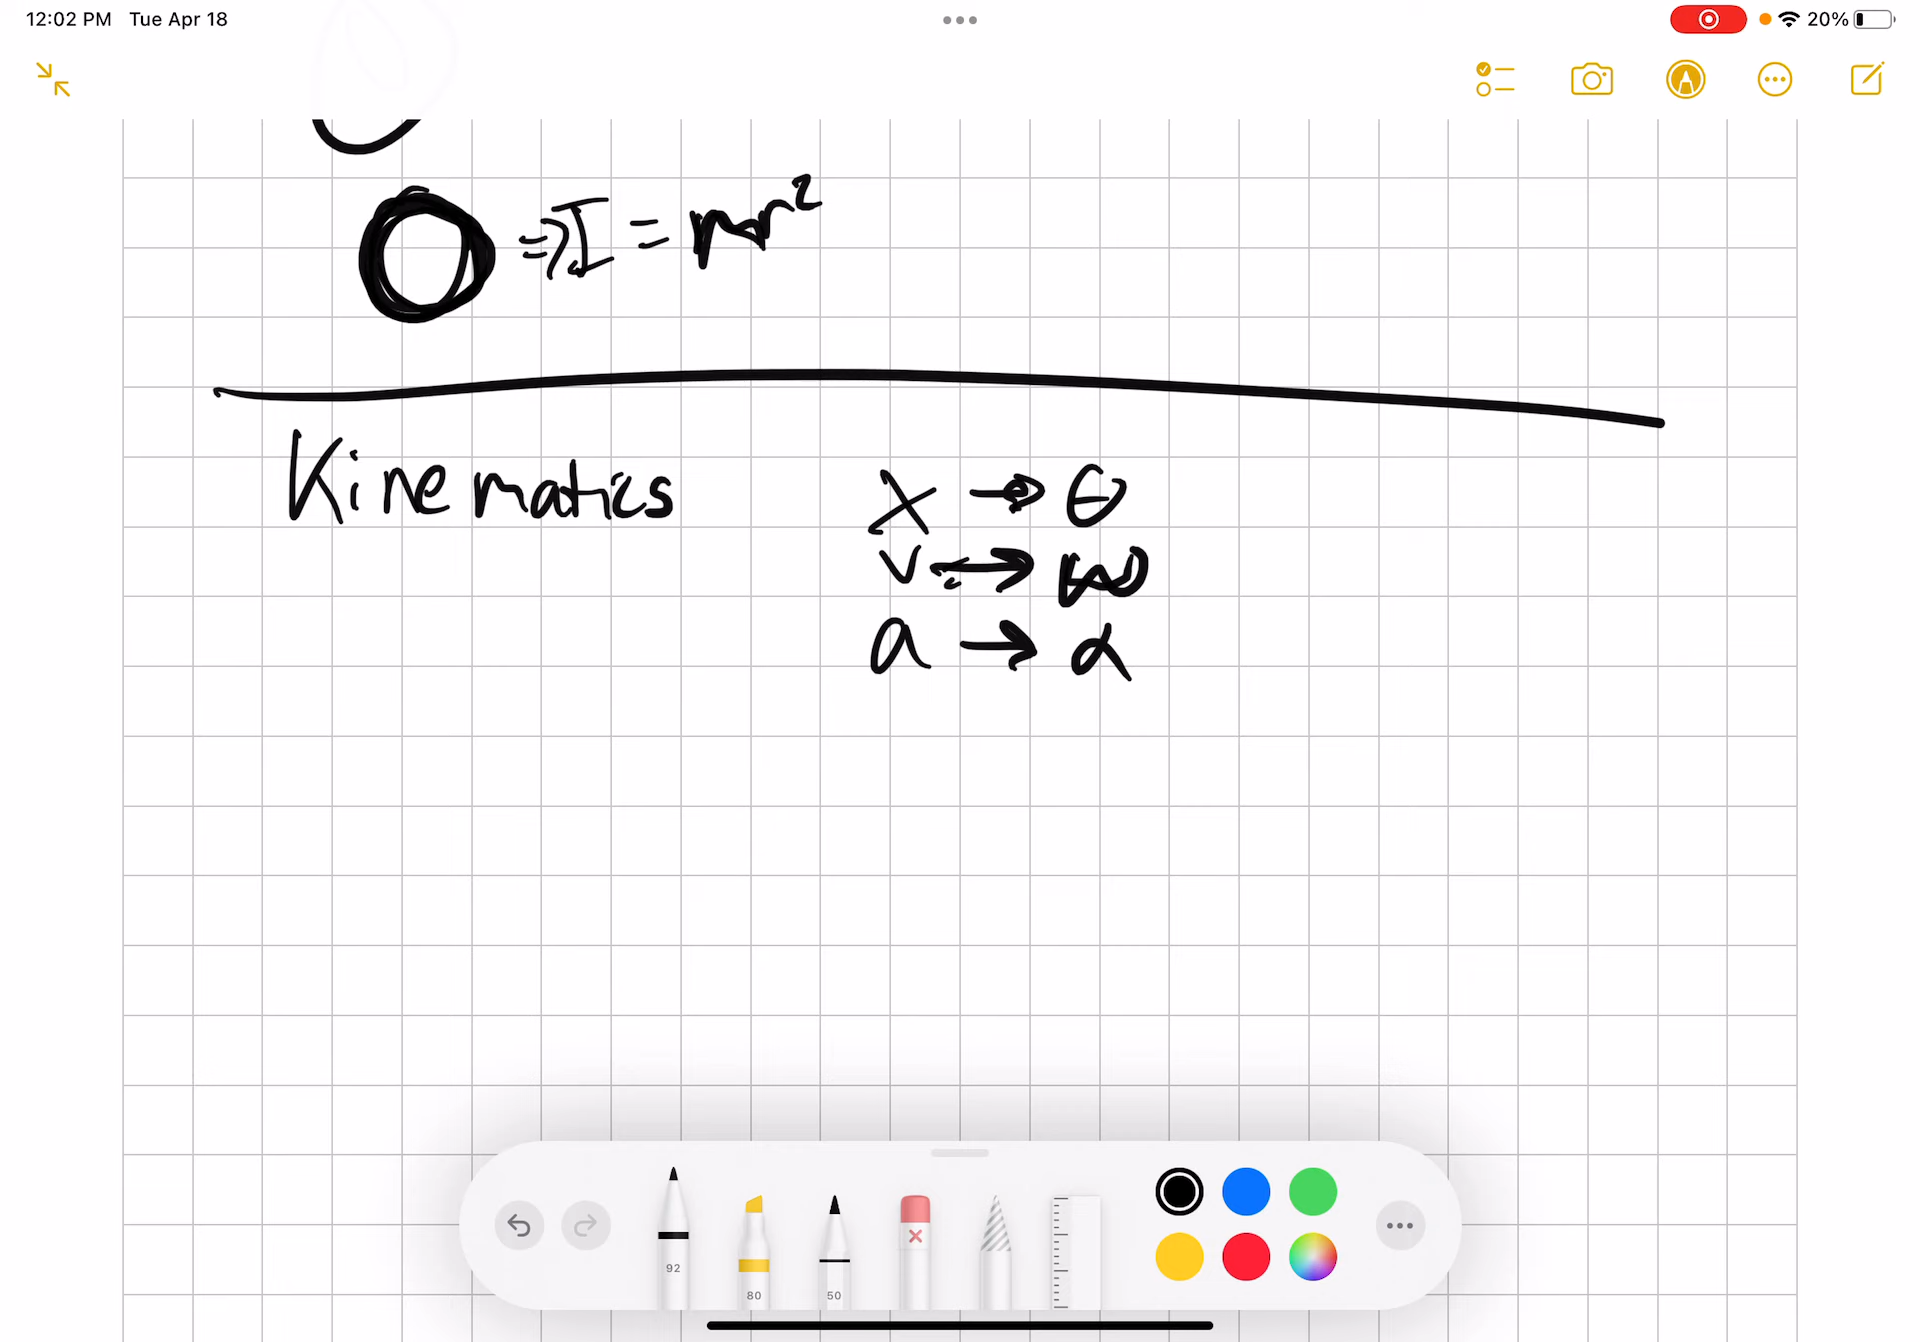 12:02 PM Tue Apr 18
20%
⇒ I = mr²
Kinematics
x → θ
v ↔ ω
a → α
92
80
50